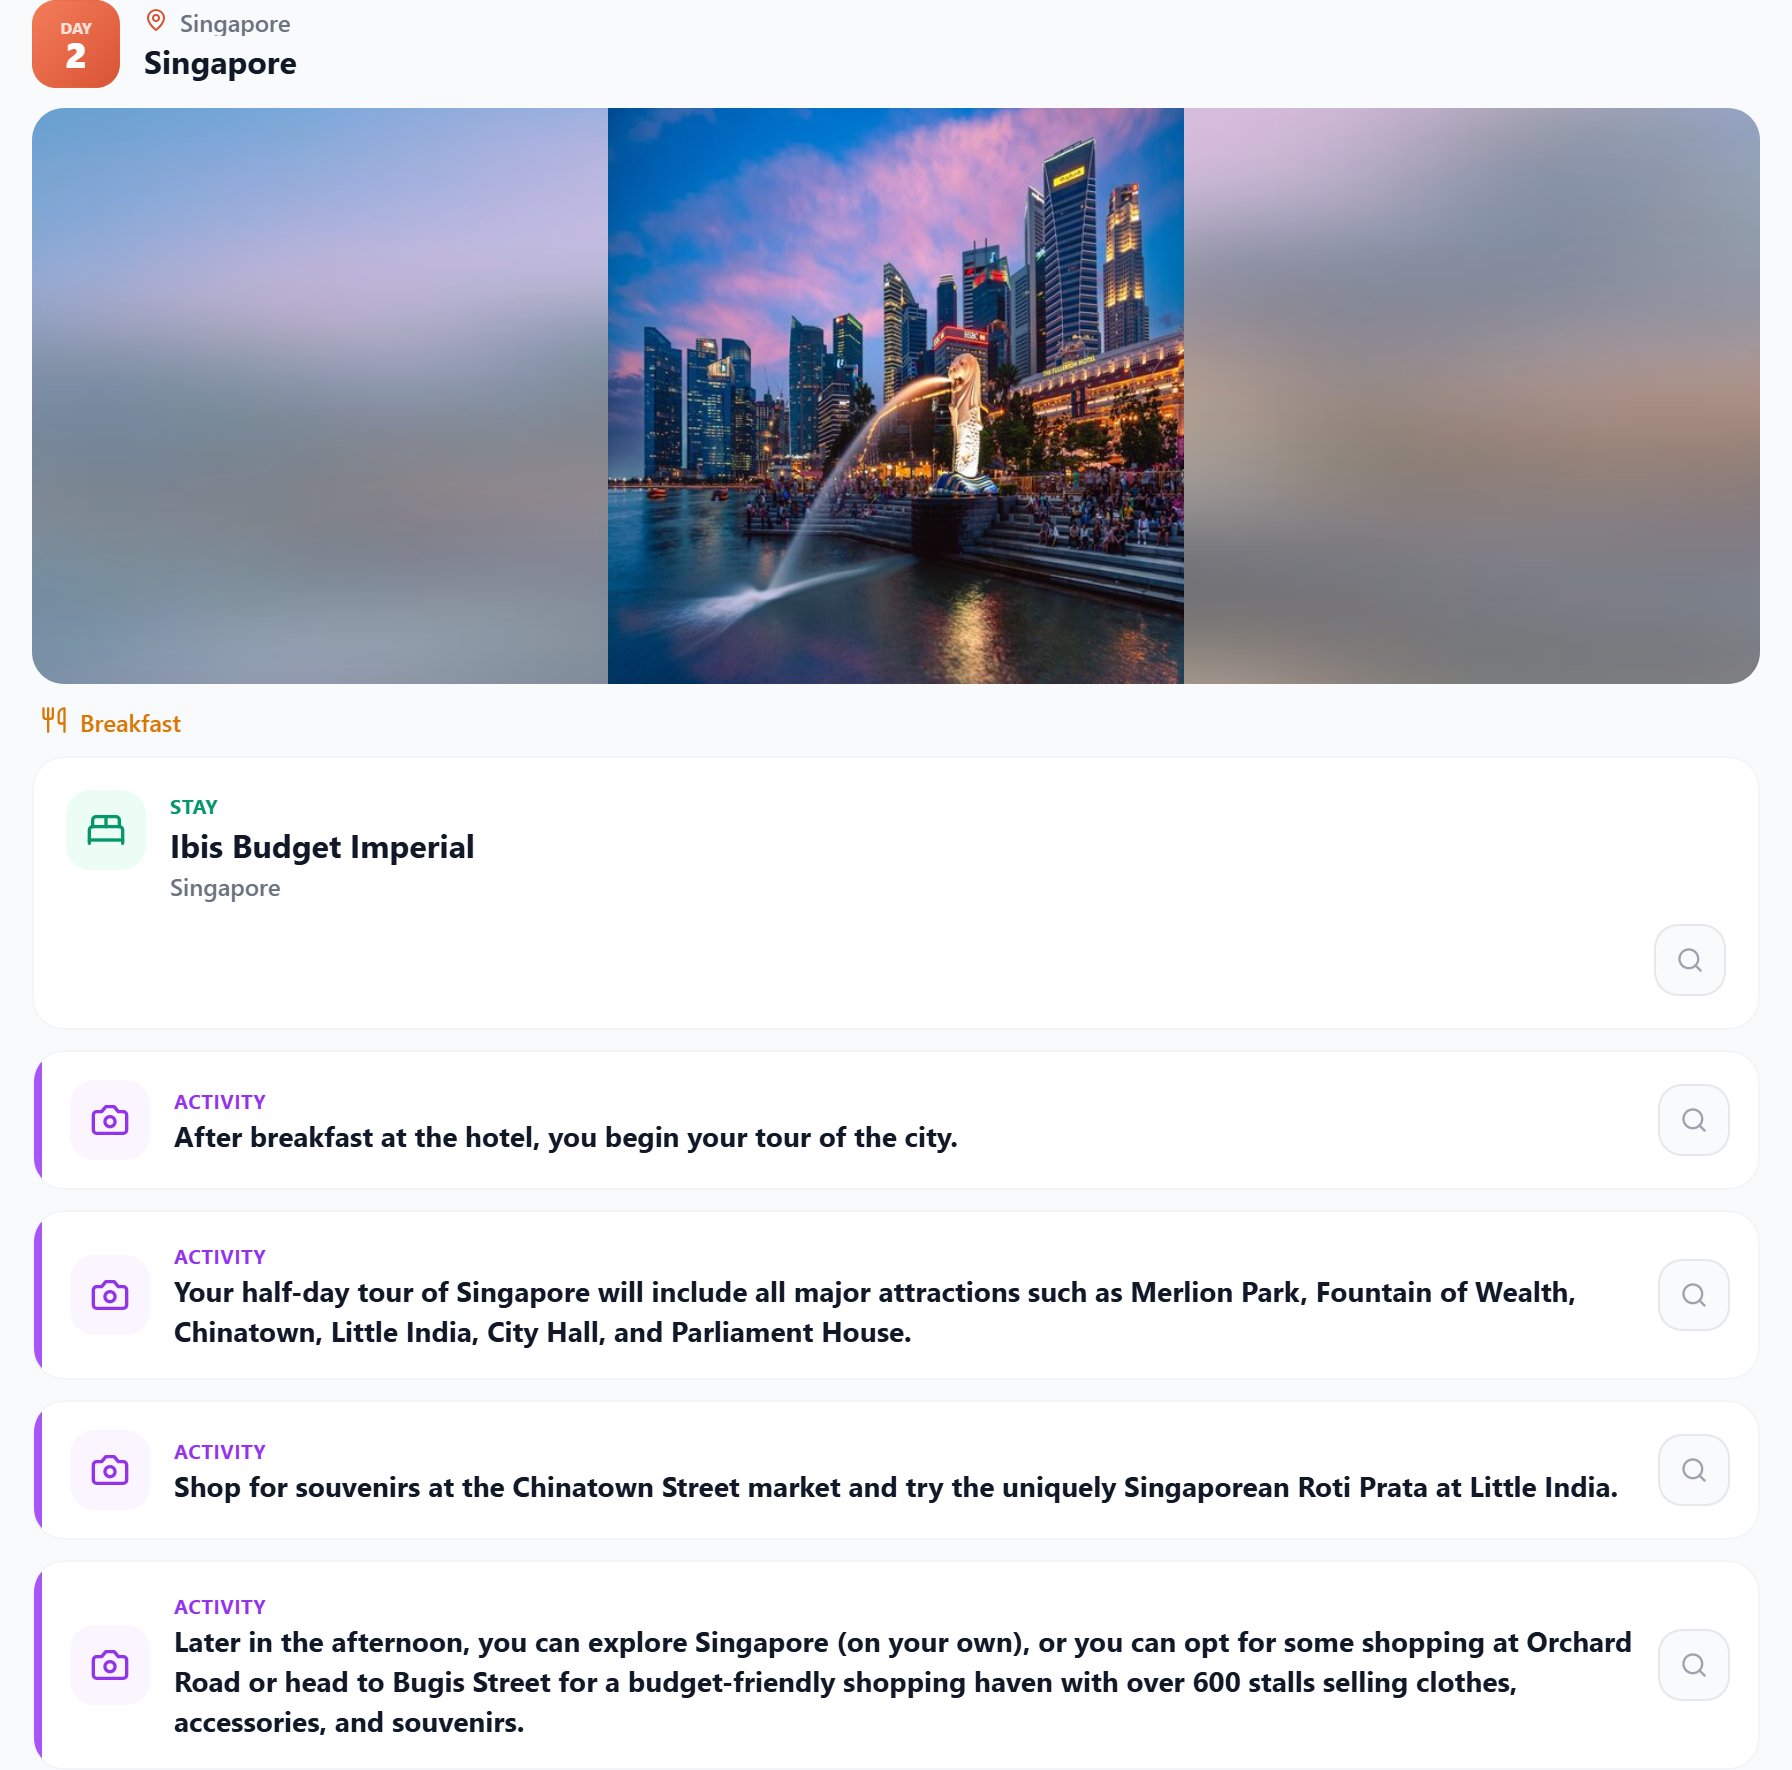 DAY
2
Singapore
Singapore
Maybank
HSBC
THE FULLERTON HOTEL
Breakfast
STAY
Ibis Budget Imperial
Singapore
ACTIVITY
After breakfast at the hotel, you begin your tour of the city.
ACTIVITY
Your half-day tour of Singapore will include all major attractions such as Merlion Park, Fountain of Wealth,
Chinatown, Little India, City Hall, and Parliament House.
ACTIVITY
Shop for souvenirs at the Chinatown Street market and try the uniquely Singaporean Roti Prata at Little India.
ACTIVITY
Later in the afternoon, you can explore Singapore (on your own), or you can opt for some shopping at Orchard
Road or head to Bugis Street for a budget-friendly shopping haven with over 600 stalls selling clothes,
accessories, and souvenirs.